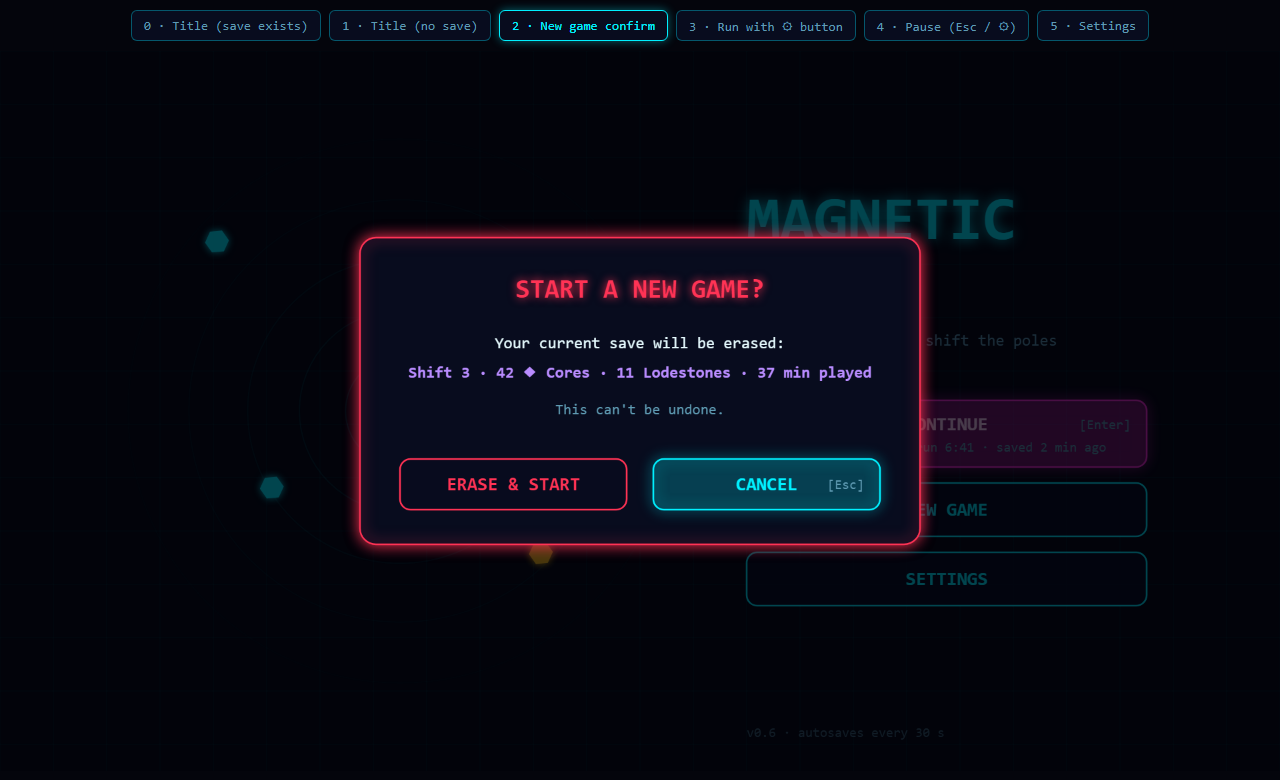 0 · Title (save exists)
1 · Title (no save)
2 · New game confirm
3 · Run with ⚙ button
4 · Pause (Esc / ⚙)
5 · Settings
MAGNETIC
START A NEW GAME?
Your current save will be erased:
Shift 3 · 42 ◆ Cores · 11 Lodestones · 37 min played
This can't be undone.
ERASE & START
CANCEL [Esc]
shift the poles
[Enter]
6:41 · saved 2 min ago
GAME
SETTINGS
v0.6 · autosaves every 30 s